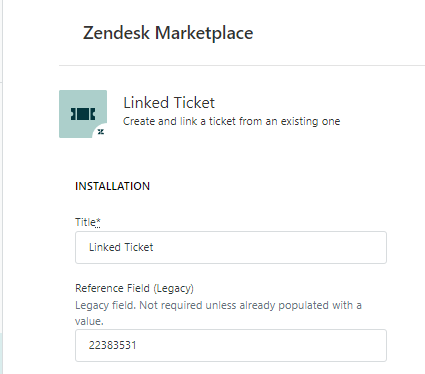 Zendesk Marketplace
Linked Ticket
Create and link a ticket from an existing one
INSTALLATION
Title*
Linked Ticket
Reference Field (Legacy)
Legacy field. Not required unless already populated with a
value.
22383531